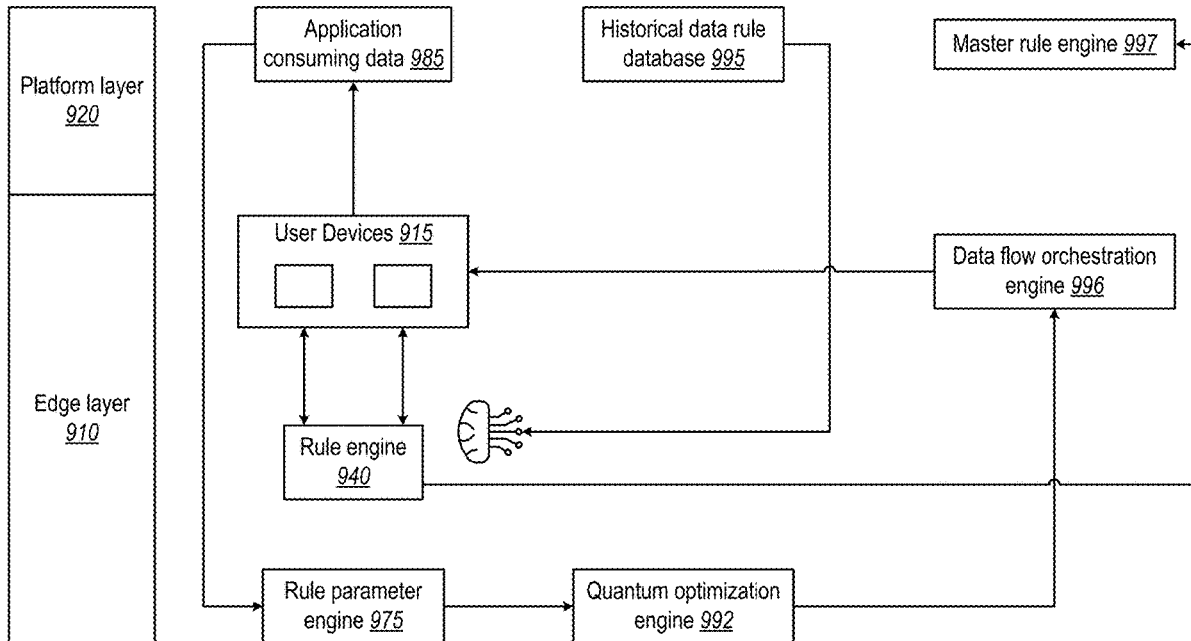 Platform layer
920
Application
consuming data 985
Historical data rule
database 995
Master rule engine 997
User Devices 915
Data flow orchestration
engine 996
Edge layer
910
Rule engine
940
Rule parameter
engine 975
Quantum optimization
engine 992